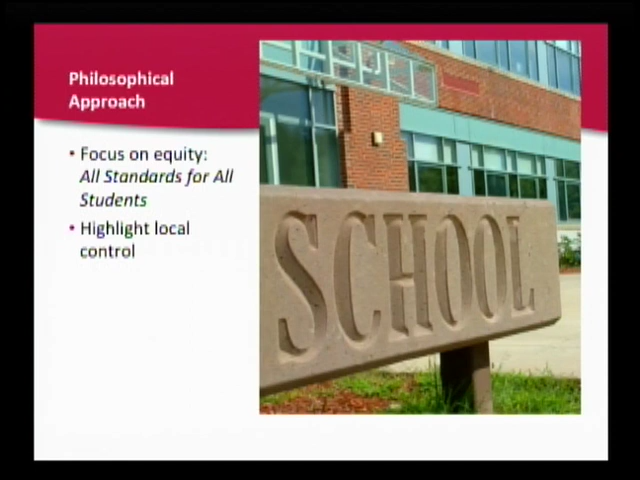 Philosophical
Approach
• Focus on equity:
All Standards for All
Students
• Highlight local
control
SCHOOL